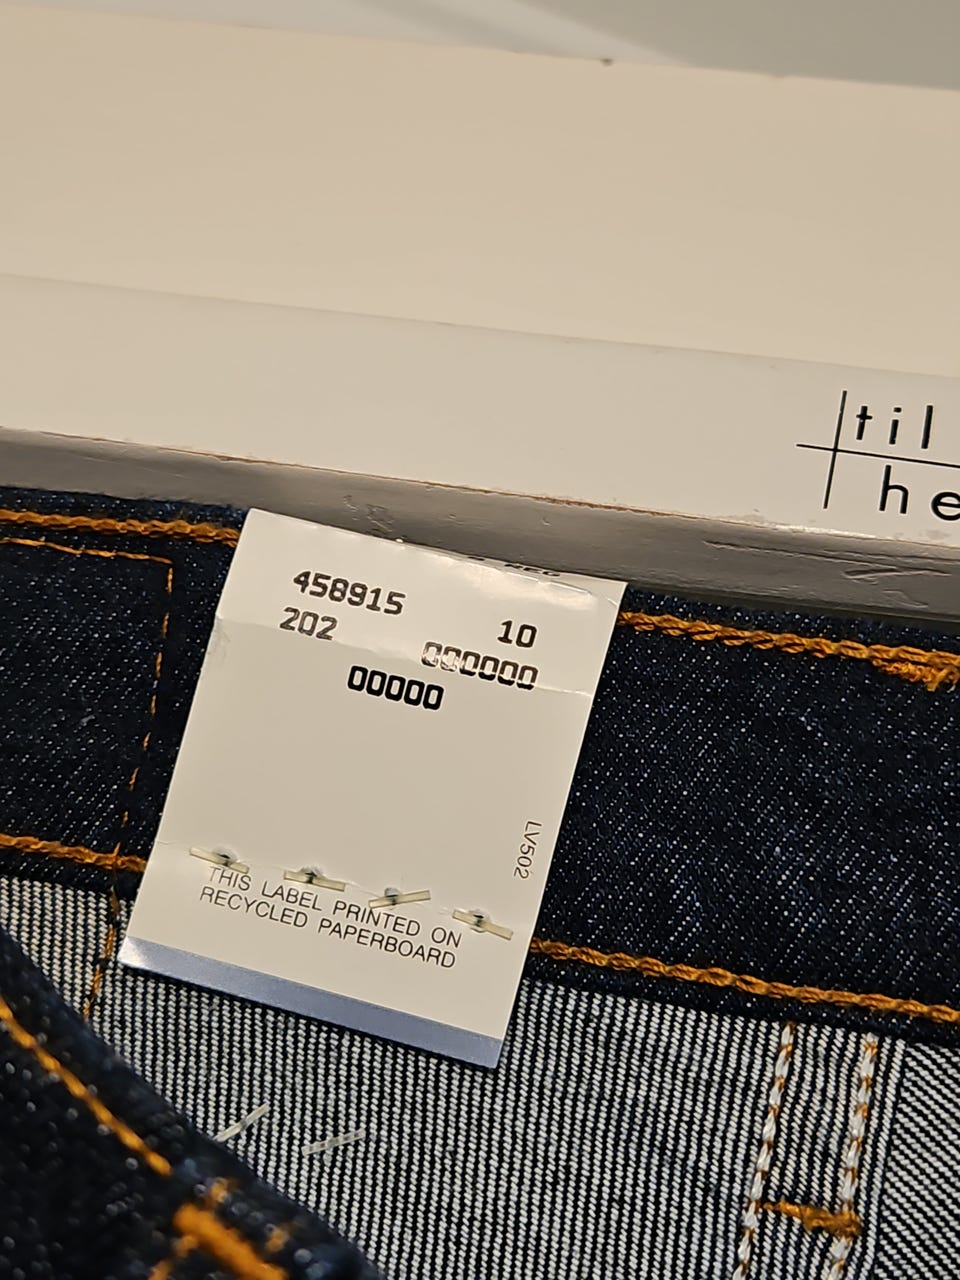 til
he
458915
10
202
000000
00000
LV502
THIS LABEL PRINTED ON
RECYCLED PAPERBOARD